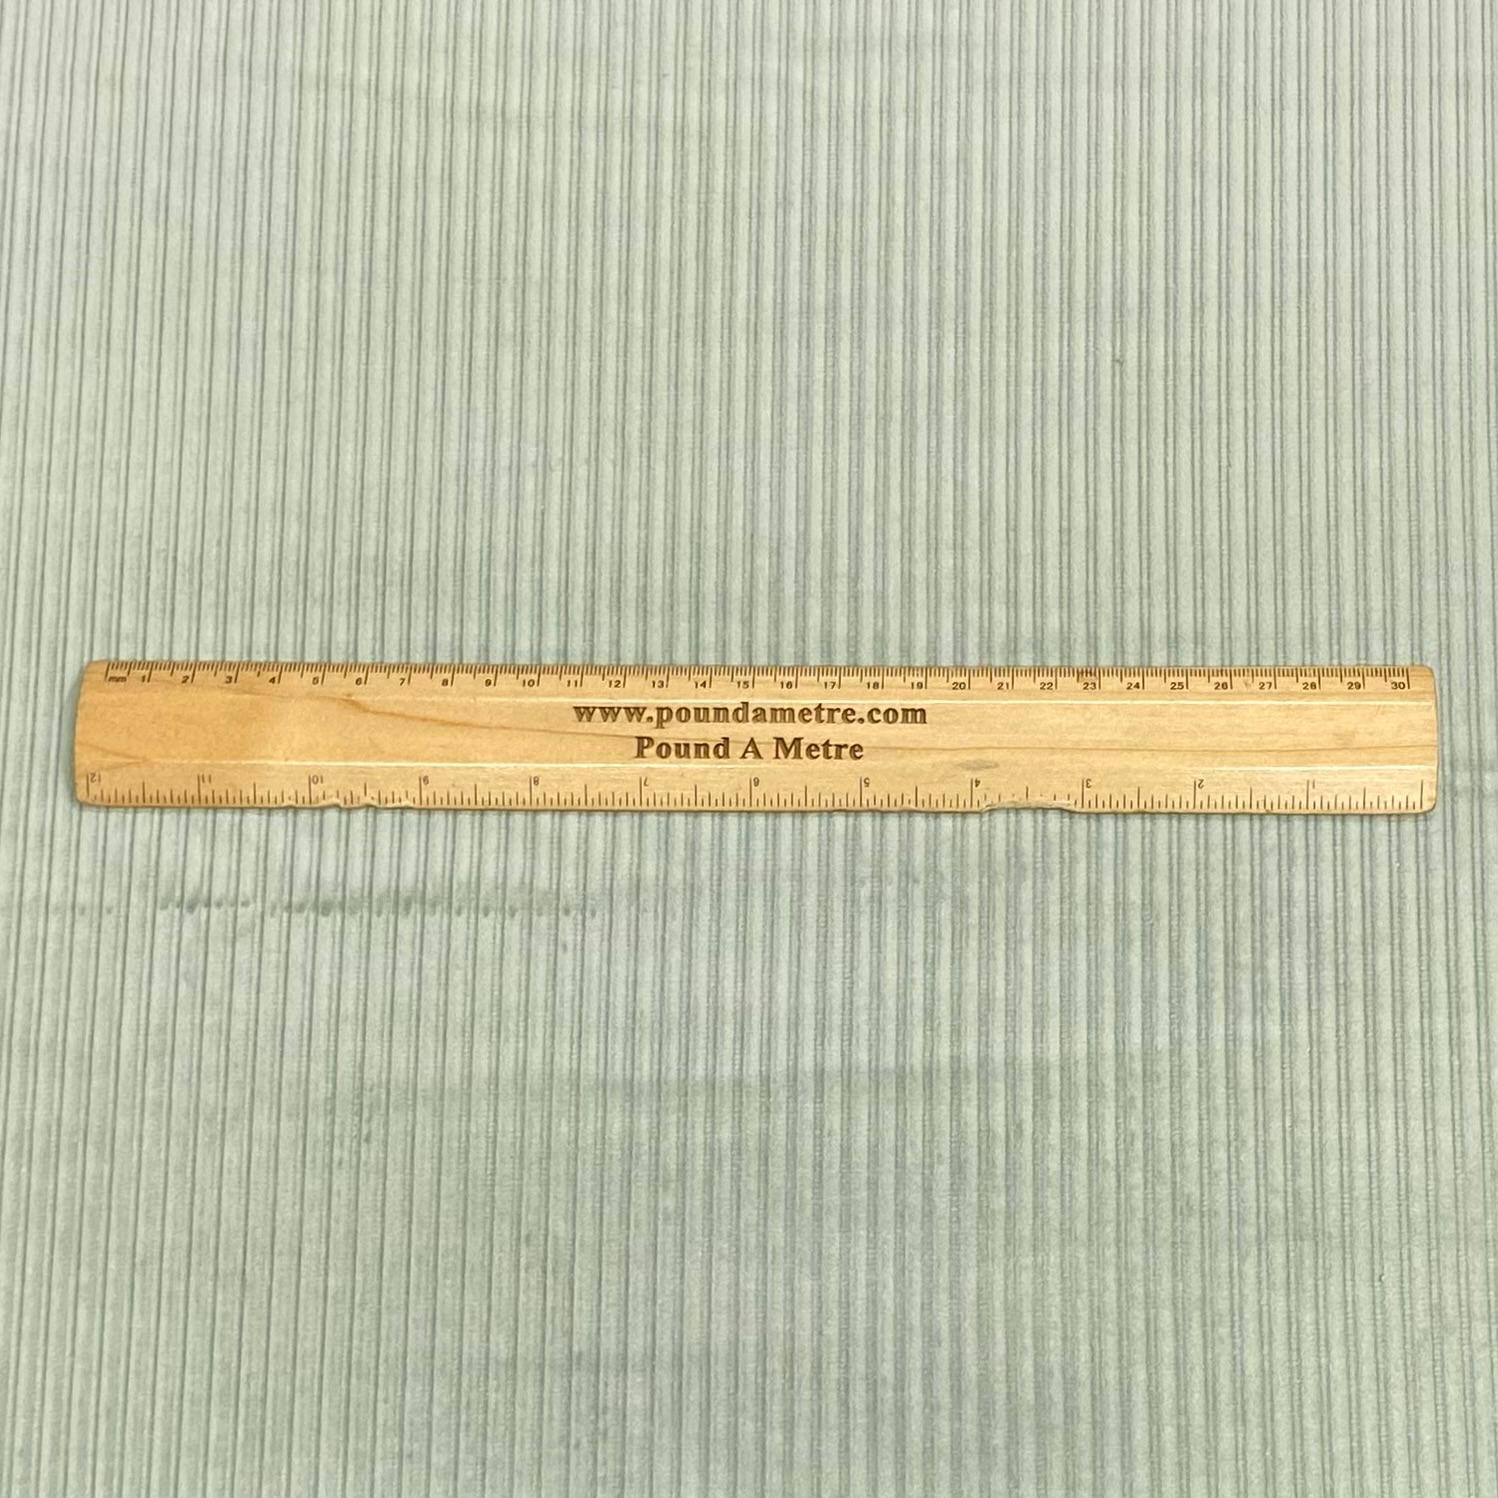 mm 1 2 3 4 5 6 7 8 9 10 11 12 13 14 15 16 17 18 19 20 21 22 23 24 25 26 27 28 29 30
www.poundametre.com
Pound A Metre
12 11 10 9 8 7 6 5 4 3 2 1